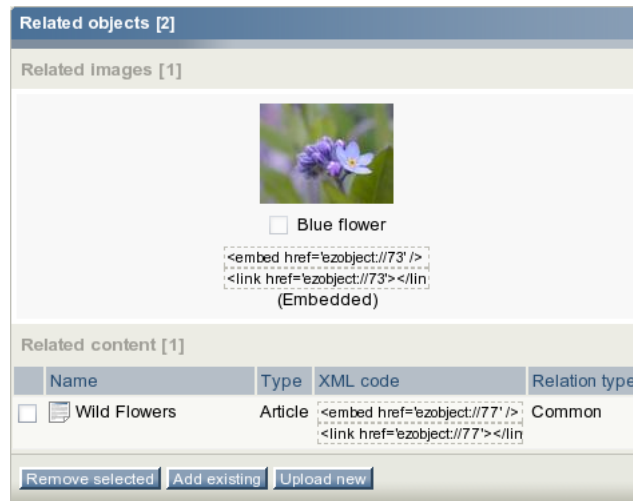 Related objects [2]
Related images [1]
Blue flower
<embed href='ezobject://73' />
<link href='ezobject://73'></lin
(Embedded)
Related content [1]
Name Type XML code Relation type
Wild Flowers Article <embed href='ezobject://77' /> Common
<link href='ezobject://77'></lin
Remove selected Add existing Upload new